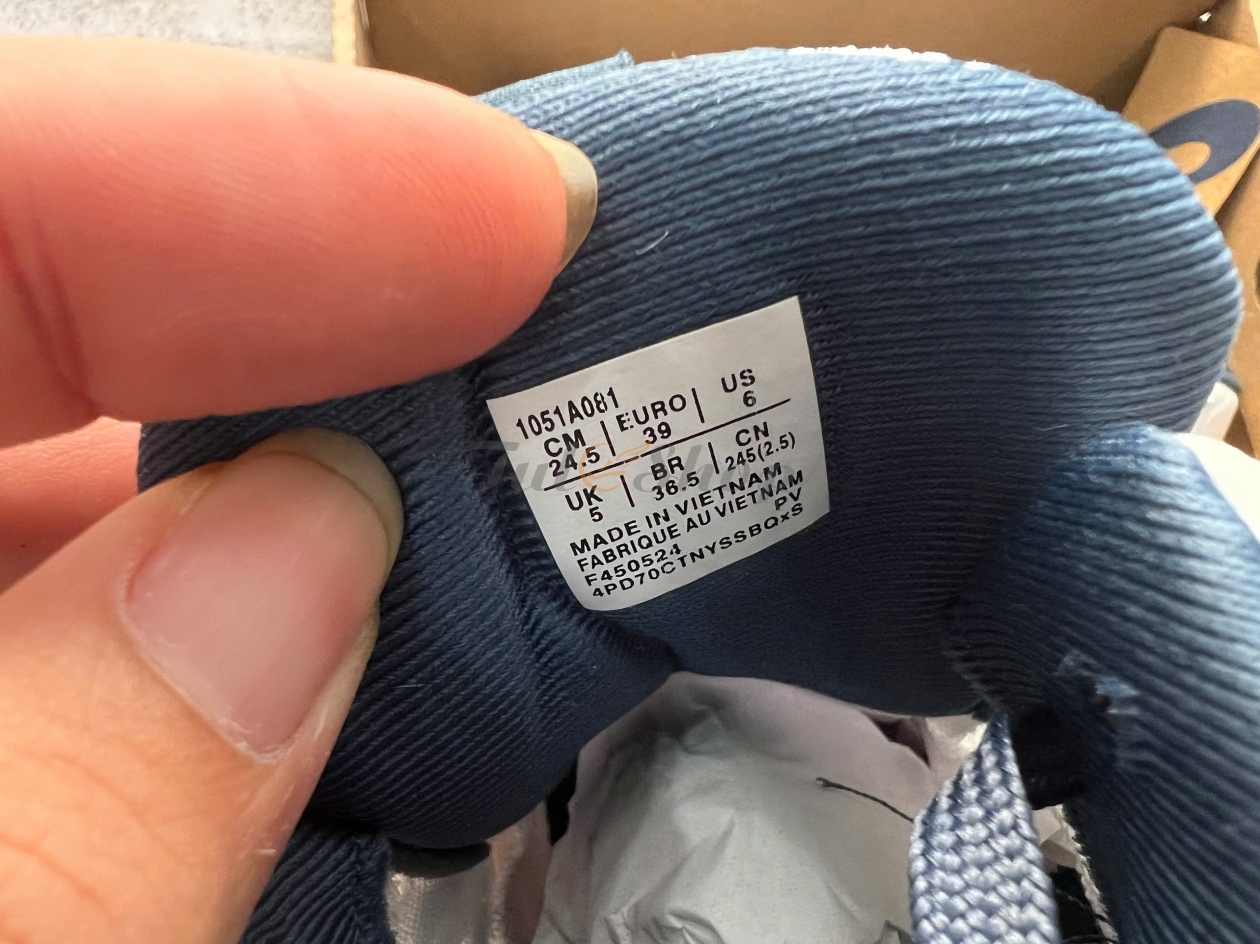 1051A081
CM | EURO | US
24.5 | 39 | 6
UK | BR | CN
5 | 36.5 | 245(2.5)
MADE IN VIETNAM
FABRIQUE AU VIETNAM
F450524 PV
4PD70CTNYSSBQxS